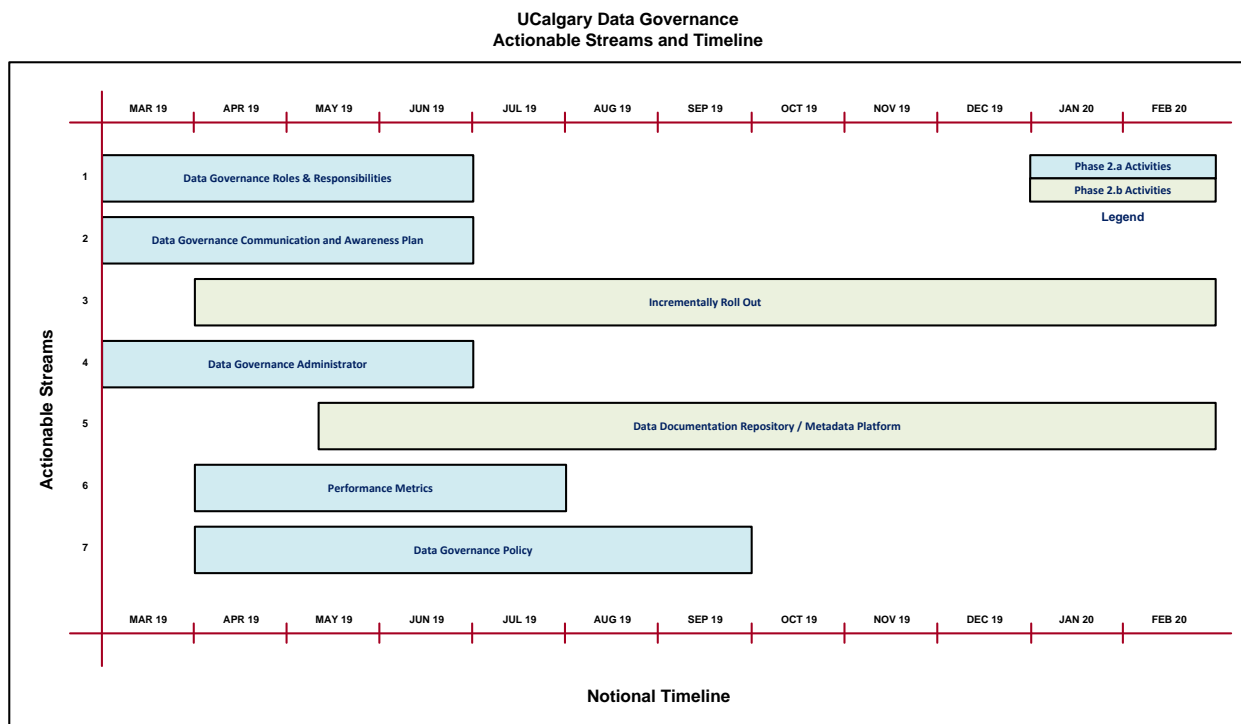 UCalgary Data Governance
Actionable Streams and Timeline
MAR 19 APR 19 MAY 19 JUN 19 JUL 19 AUG 19 SEP 19 OCT 19 NOV 19 DEC 19 JAN 20 FEB 20
1 Data Governance Roles & Responsibilities
Phase 2.a Activities
Phase 2.b Activities
Legend
2 Data Governance Communication and Awareness Plan
3 Incrementally Roll Out
4 Data Governance Administrator
5 Data Documentation Repository / Metadata Platform
6 Performance Metrics
7 Data Governance Policy
Actionable Streams
MAR 19 APR 19 MAY 19 JUN 19 JUL 19 AUG 19 SEP 19 OCT 19 NOV 19 DEC 19 JAN 20 FEB 20
Notional Timeline